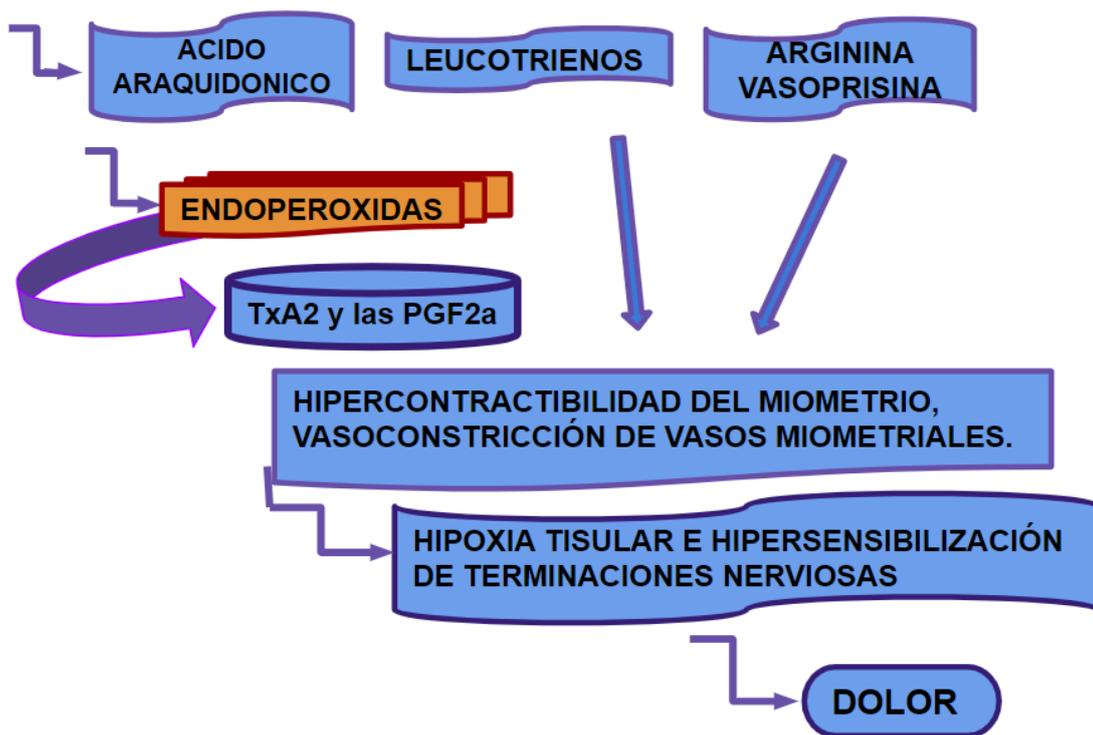 ACIDO
ARAQUIDONICO
LEUCOTRIENOS
ARGININA
VASOPRISINA
ENDOPEROXIDAS
TxA2 y las PGF2a
HIPERCONTRACTIBILIDAD DEL MIOMETRIO,
VASOCONSTRICCIÓN DE VASOS MIOMETRIALES.
HIPOXIA TISULAR E HIPERSENSIBILIZACIÓN
DE TERMINACIONES NERVIOSAS
DOLOR